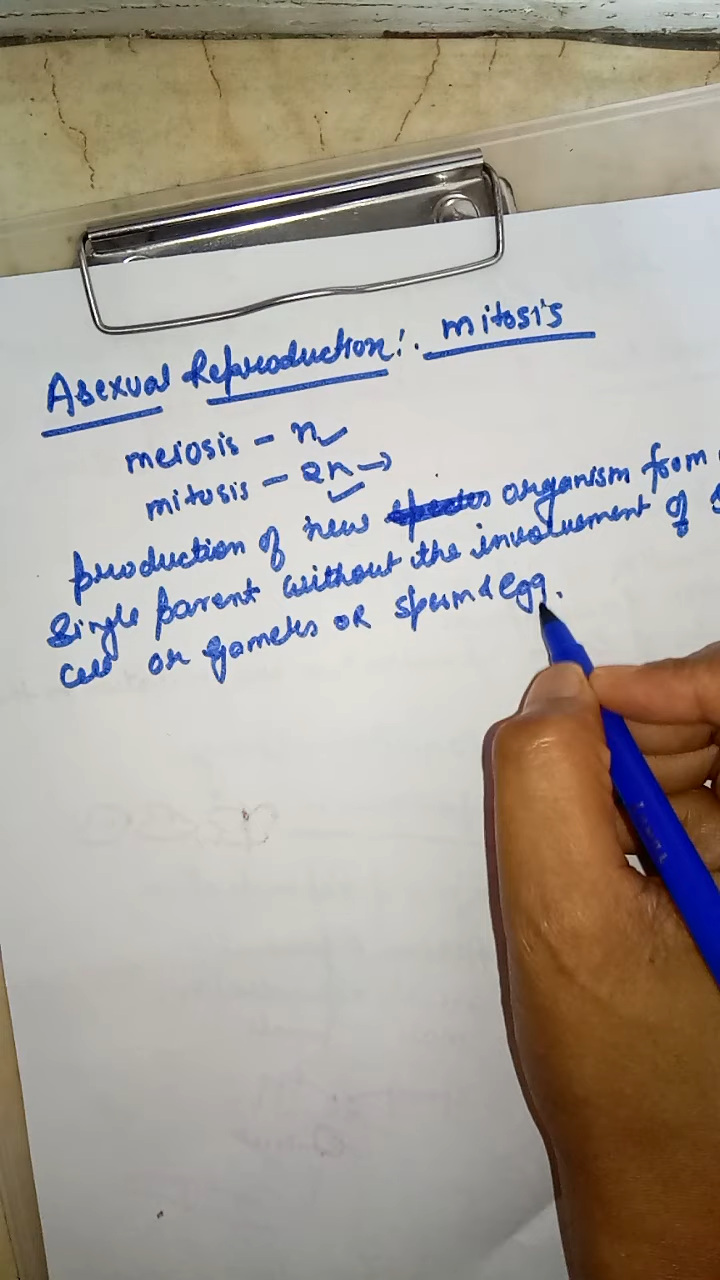 Asexual Reproduction:. mitosis
meiosis - n
mitosis - 2n →
production of new organism from
single parent without the involvement of
cell or gametes or sperm & egg.